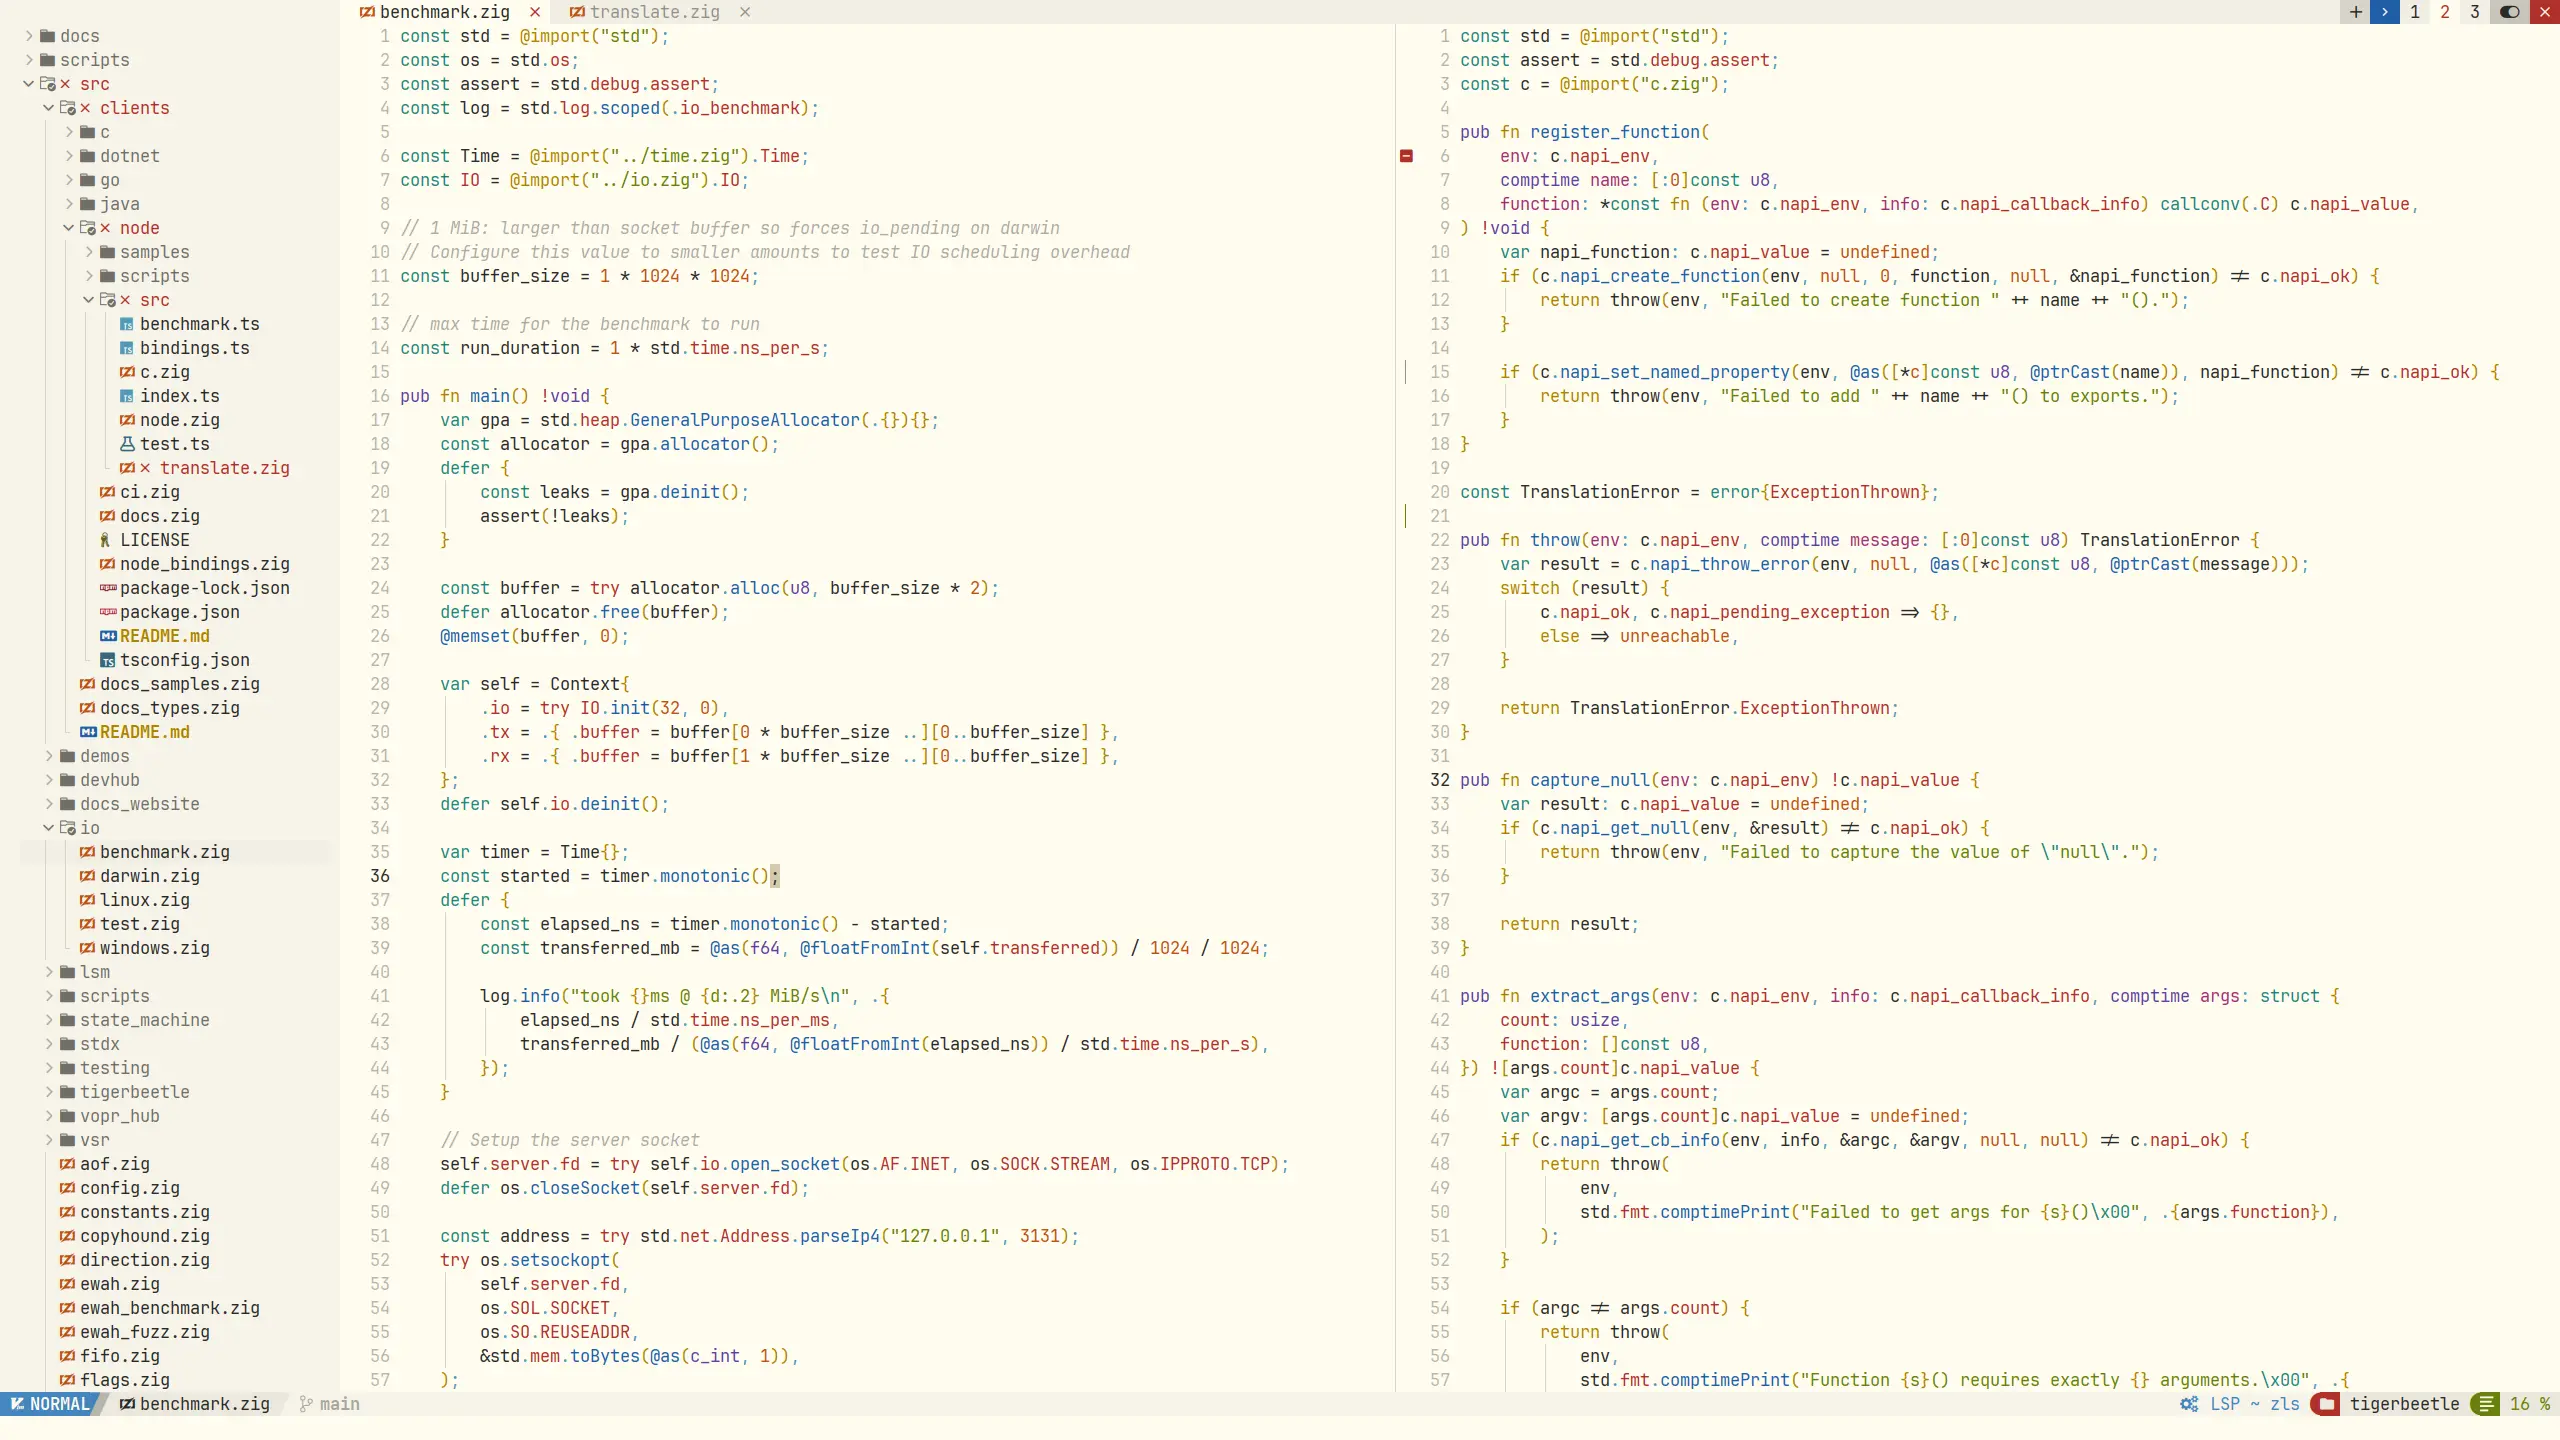 benchmark.zig × translate.zig × + 1 2 3 ×
docs
scripts
× src
× clients
c
dotnet
go
java
× node
samples
scripts
× src
benchmark.ts
bindings.ts
c.zig
index.ts
node.zig
test.ts
× translate.zig
ci.zig
docs.zig
LICENSE
node_bindings.zig
package-lock.json
package.json
README.md
tsconfig.json
docs_samples.zig
docs_types.zig
README.md
demos
devhub
docs_website
io
benchmark.zig
darwin.zig
linux.zig
test.zig
windows.zig
lsm
scripts
state_machine
stdx
testing
tigerbeetle
vopr_hub
vsr
aof.zig
config.zig
constants.zig
copyhound.zig
direction.zig
ewah.zig
ewah_benchmark.zig
ewah_fuzz.zig
fifo.zig
flags.zig
1 const std = @import("std");
2 const os = std.os;
3 const assert = std.debug.assert;
4 const log = std.log.scoped(.io_benchmark);
5
6 const Time = @import("../time.zig").Time;
7 const IO = @import("../io.zig").IO;
8
9 // 1 MiB: larger than socket buffer so forces io_pending on darwin
10 // Configure this value to smaller amounts to test IO scheduling overhead
11 const buffer_size = 1 * 1024 * 1024;
12
13 // max time for the benchmark to run
14 const run_duration = 1 * std.time.ns_per_s;
15
16 pub fn main() !void {
17     var gpa = std.heap.GeneralPurposeAllocator(.{}){};
18     const allocator = gpa.allocator();
19     defer {
20         const leaks = gpa.deinit();
21         assert(!leaks);
22     }
23
24     const buffer = try allocator.alloc(u8, buffer_size * 2);
25     defer allocator.free(buffer);
26     @memset(buffer, 0);
27
28     var self = Context{
29         .io = try IO.init(32, 0),
30         .tx = .{ .buffer = buffer[0 * buffer_size ..][0..buffer_size] },
31         .rx = .{ .buffer = buffer[1 * buffer_size ..][0..buffer_size] },
32     };
33     defer self.io.deinit();
34
35     var timer = Time{};
36     const started = timer.monotonic();
37     defer {
38         const elapsed_ns = timer.monotonic() - started;
39         const transferred_mb = @as(f64, @floatFromInt(self.transferred)) / 1024 / 1024;
40
41         log.info("took {}ms @ {d:.2} MiB/s\n", .{
42             elapsed_ns / std.time.ns_per_ms,
43             transferred_mb / (@as(f64, @floatFromInt(elapsed_ns)) / std.time.ns_per_s),
44         });
45     }
46
47     // Setup the server socket
48     self.server.fd = try self.io.open_socket(os.AF.INET, os.SOCK.STREAM, os.IPPROTO.TCP);
49     defer os.closeSocket(self.server.fd);
50
51     const address = try std.net.Address.parseIp4("127.0.0.1", 3131);
52     try os.setsockopt(
53         self.server.fd,
54         os.SOL.SOCKET,
55         os.SO.REUSEADDR,
56         &std.mem.toBytes(@as(c_int, 1)),
57     );
1 const std = @import("std");
2 const assert = std.debug.assert;
3 const c = @import("c.zig");
4
5 pub fn register_function(
6     env: c.napi_env,
7     comptime name: [:0]const u8,
8     function: *const fn (env: c.napi_env, info: c.napi_callback_info) callconv(.C) c.napi_value,
9 ) !void {
10     var napi_function: c.napi_value = undefined;
11     if (c.napi_create_function(env, null, 0, function, null, &napi_function) != c.napi_ok) {
12         return throw(env, "Failed to create function " ++ name ++ "().");
13     }
14
15     if (c.napi_set_named_property(env, @as([*c]const u8, @ptrCast(name)), napi_function) != c.napi_ok) {
16         return throw(env, "Failed to add " ++ name ++ "() to exports.");
17     }
18 }
19
20 const TranslationError = error{ExceptionThrown};
21
22 pub fn throw(env: c.napi_env, comptime message: [:0]const u8) TranslationError {
23     var result = c.napi_throw_error(env, null, @as([*c]const u8, @ptrCast(message)));
24     switch (result) {
25         c.napi_ok, c.napi_pending_exception => {},
26         else => unreachable,
27     }
28
29     return TranslationError.ExceptionThrown;
30 }
31
32 pub fn capture_null(env: c.napi_env) !c.napi_value {
33     var result: c.napi_value = undefined;
34     if (c.napi_get_null(env, &result) != c.napi_ok) {
35         return throw(env, "Failed to capture the value of \"null\".");
36     }
37
38     return result;
39 }
40
41 pub fn extract_args(env: c.napi_env, info: c.napi_callback_info, comptime args: struct {
42     count: usize,
43     function: []const u8,
44 }) ![args.count]c.napi_value {
45     var argc = args.count;
46     var argv: [args.count]c.napi_value = undefined;
47     if (c.napi_get_cb_info(env, info, &argc, &argv, null, null) != c.napi_ok) {
48         return throw(
49             env,
50             std.fmt.comptimePrint("Failed to get args for {s}()\x00", .{args.function}),
51         );
52     }
53
54     if (argc != args.count) {
55         return throw(
56             env,
57             std.fmt.comptimePrint("Function {s}() requires exactly {} arguments.\x00", .{
NORMAL benchmark.zig main LSP ~ zls tigerbeetle 16 %